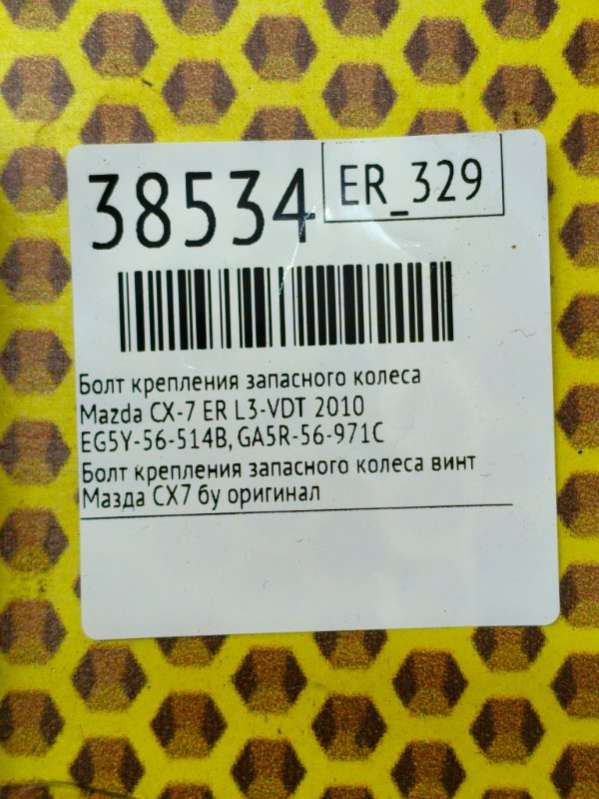 38534
ER_329
Болт крепления запасного колеса
Mazda CX-7 ER L3-VDT 2010
EG5Y-56-514B, GA5R-56-971C
Болт крепления запасного колеса винт
Мазда СХ7 бу оригинал